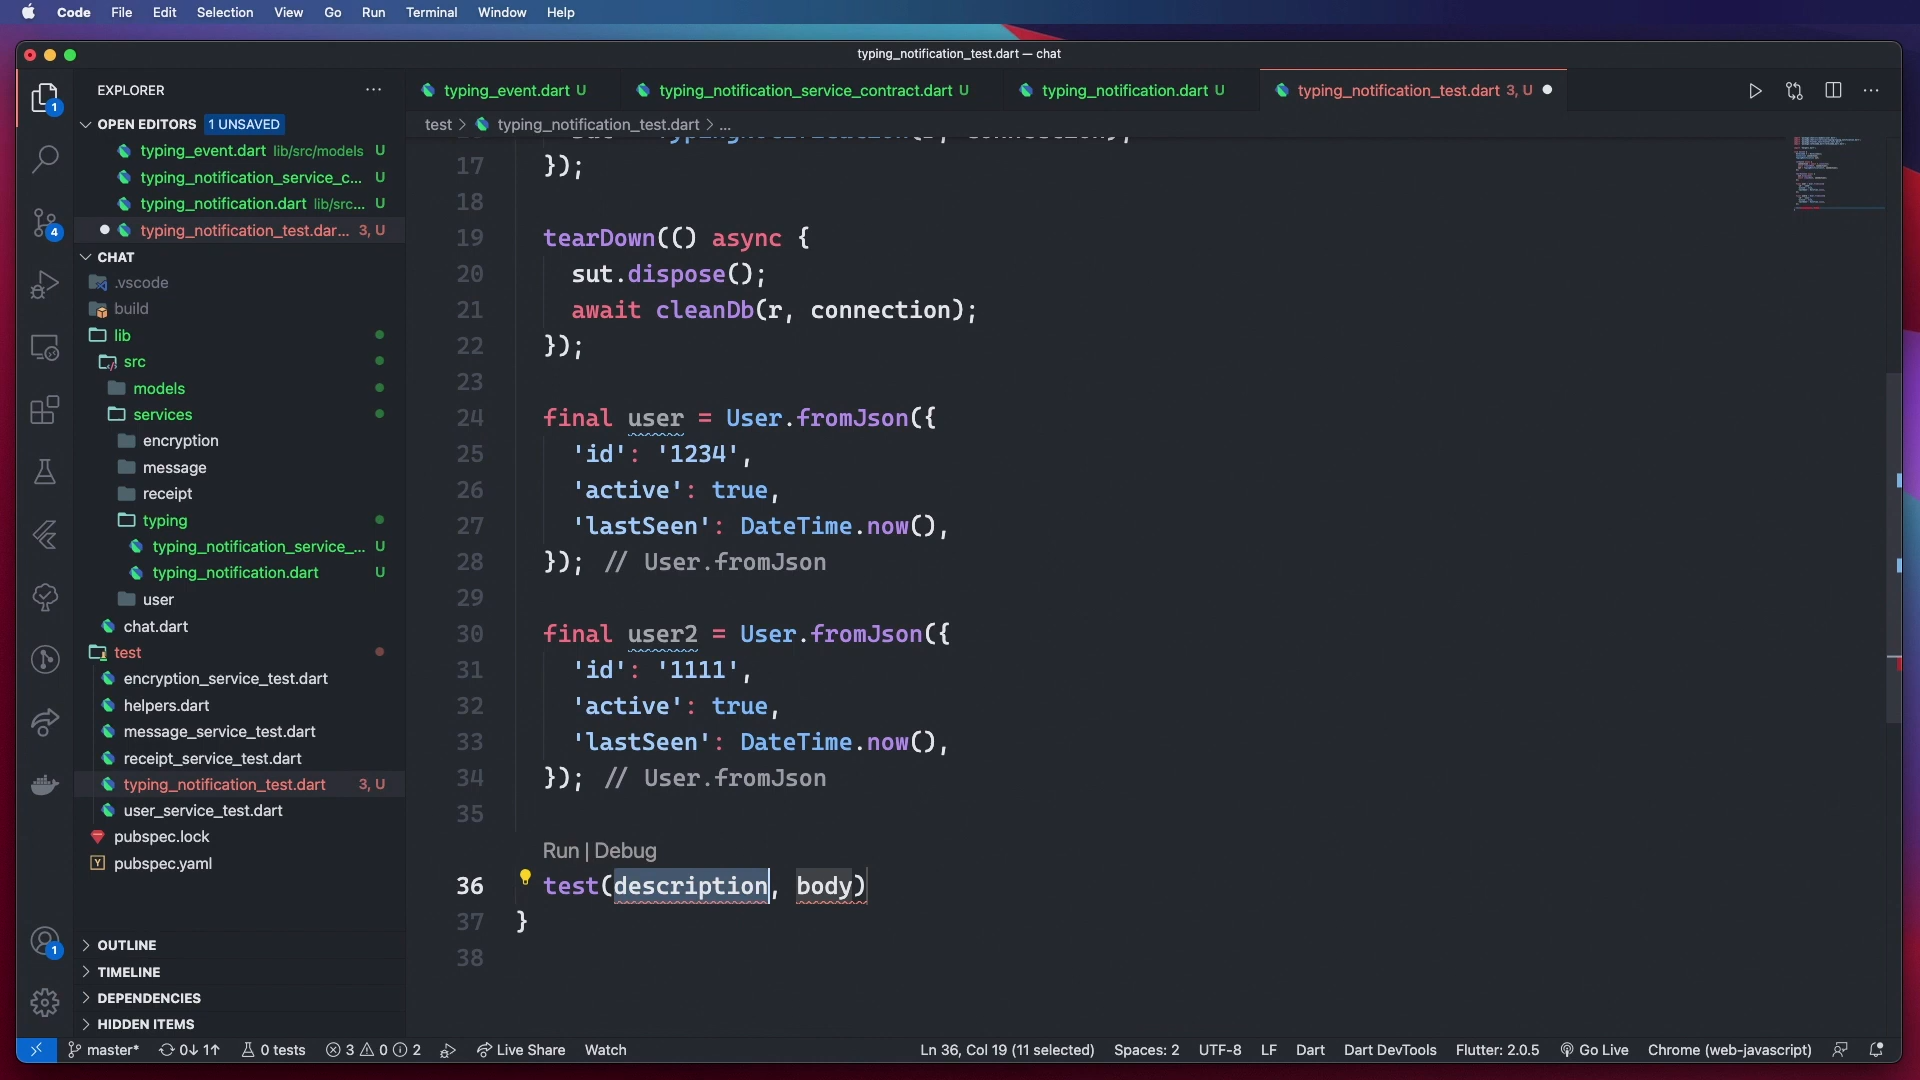 Code File Edit Selection View Go Run Terminal Window Help
typing_notification_test.dart — chat
EXPLORER
typing_event.dart U
typing_notification_service_contract.dart U
typing_notification.dart U
typing_notification_test.dart 3, U
test > typing_notification_test.dart > ...
OPEN EDITORS 1 UNSAVED
typing_event.dart lib/src/models U
typing_notification_service_c... U
typing_notification.dart lib/src... U
typing_notification_test.dar... 3, U
CHAT
.vscode
build
lib
src
models
services
encryption
message
receipt
typing
typing_notification_service_... U
typing_notification.dart U
user
chat.dart
test
encryption_service_test.dart
helpers.dart
message_service_test.dart
receipt_service_test.dart
typing_notification_test.dart 3, U
user_service_test.dart
pubspec.lock
pubspec.yaml
OUTLINE
TIMELINE
DEPENDENCIES
HIDDEN ITEMS
1
4
1
17 });
18
19 tearDown(() async {
20 sut.dispose();
21 await cleanDb(r, connection);
22 });
23
24 final user = User.fromJson({
25 'id': '1234',
26 'active': true,
27 'lastSeen': DateTime.now(),
28 }); // User.fromJson
29
30 final user2 = User.fromJson({
31 'id': '1111',
32 'active': true,
33 'lastSeen': DateTime.now(),
34 }); // User.fromJson
35
Run | Debug
36 test(description, body)
37 }
38
master* 0↓ 1↑ 0 tests 3 0 2 Live Share Watch
Ln 36, Col 19 (11 selected) Spaces: 2 UTF-8 LF Dart Dart DevTools Flutter: 2.0.5 Go Live Chrome (web-javascript)